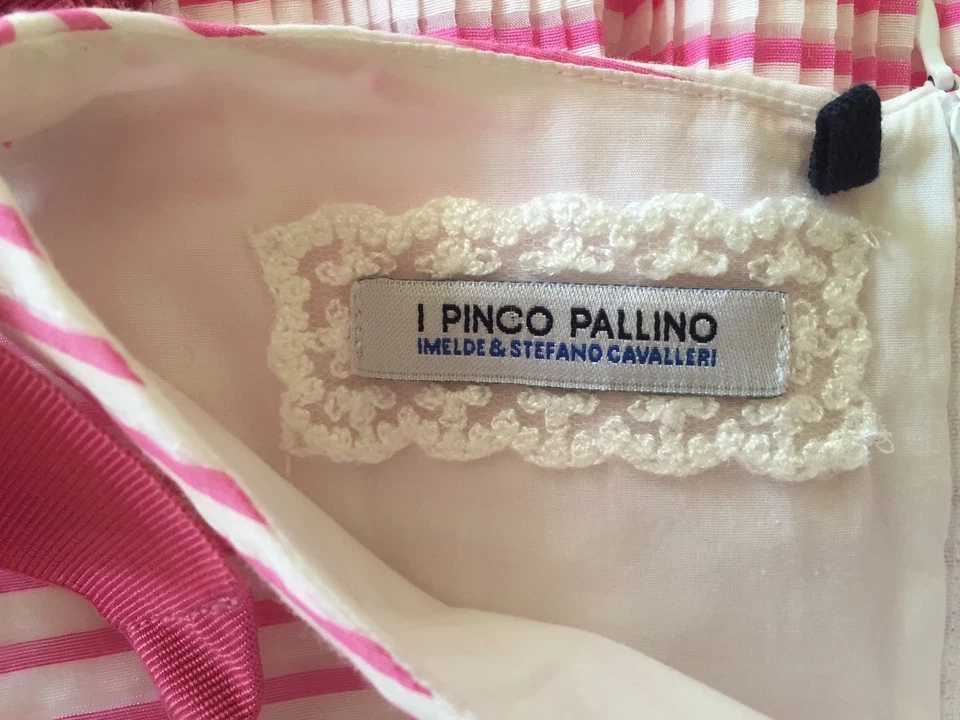 I PINCO PALLINO
IMELDE & STEFANO CAVALLERI